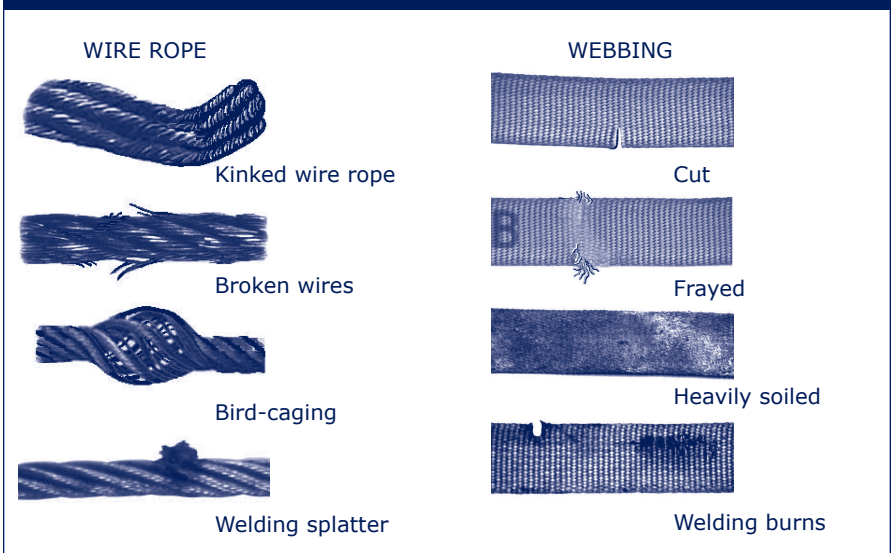 WIRE ROPE
Kinked wire rope
Broken wires
Bird-caging
Welding splatter
WEBBING
Cut
B
Frayed
Heavily soiled
Welding burns